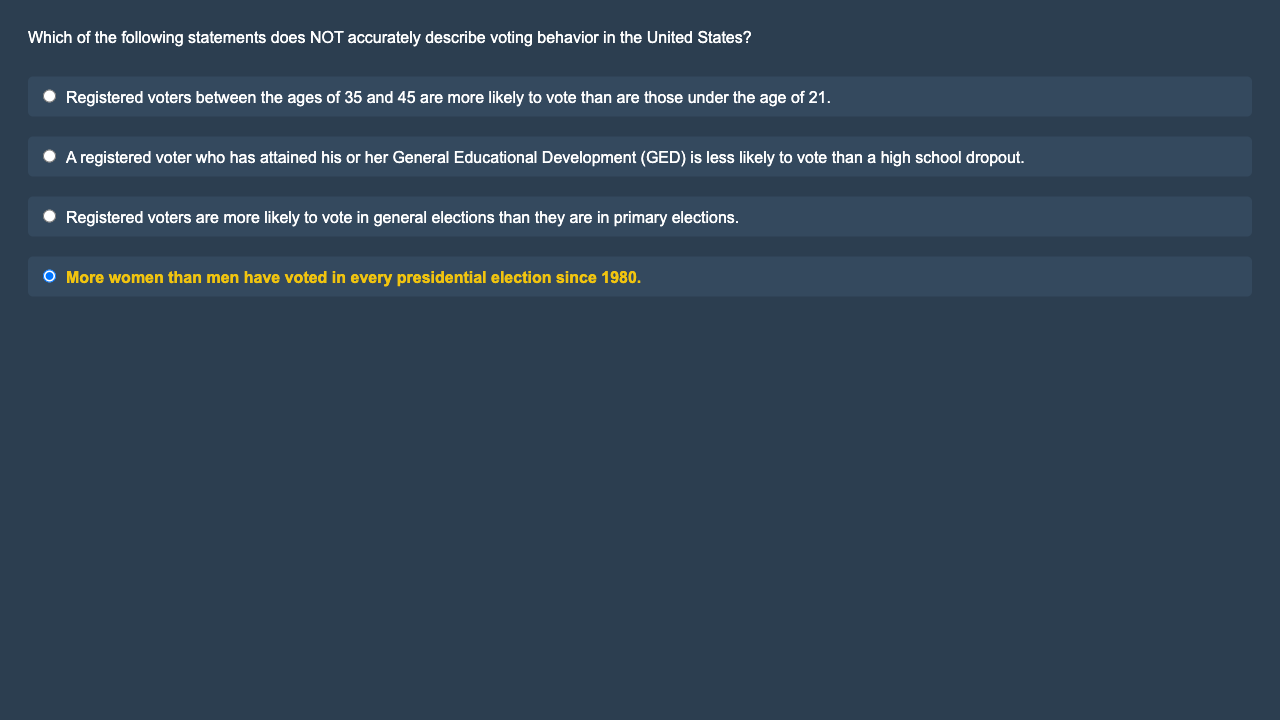 Which of the following statements does NOT accurately describe voting behavior in the United States?
Registered voters between the ages of 35 and 45 are more likely to vote than are those under the age of 21.
A registered voter who has attained his or her General Educational Development (GED) is less likely to vote than a high school dropout.
Registered voters are more likely to vote in general elections than they are in primary elections.
More women than men have voted in every presidential election since 1980.